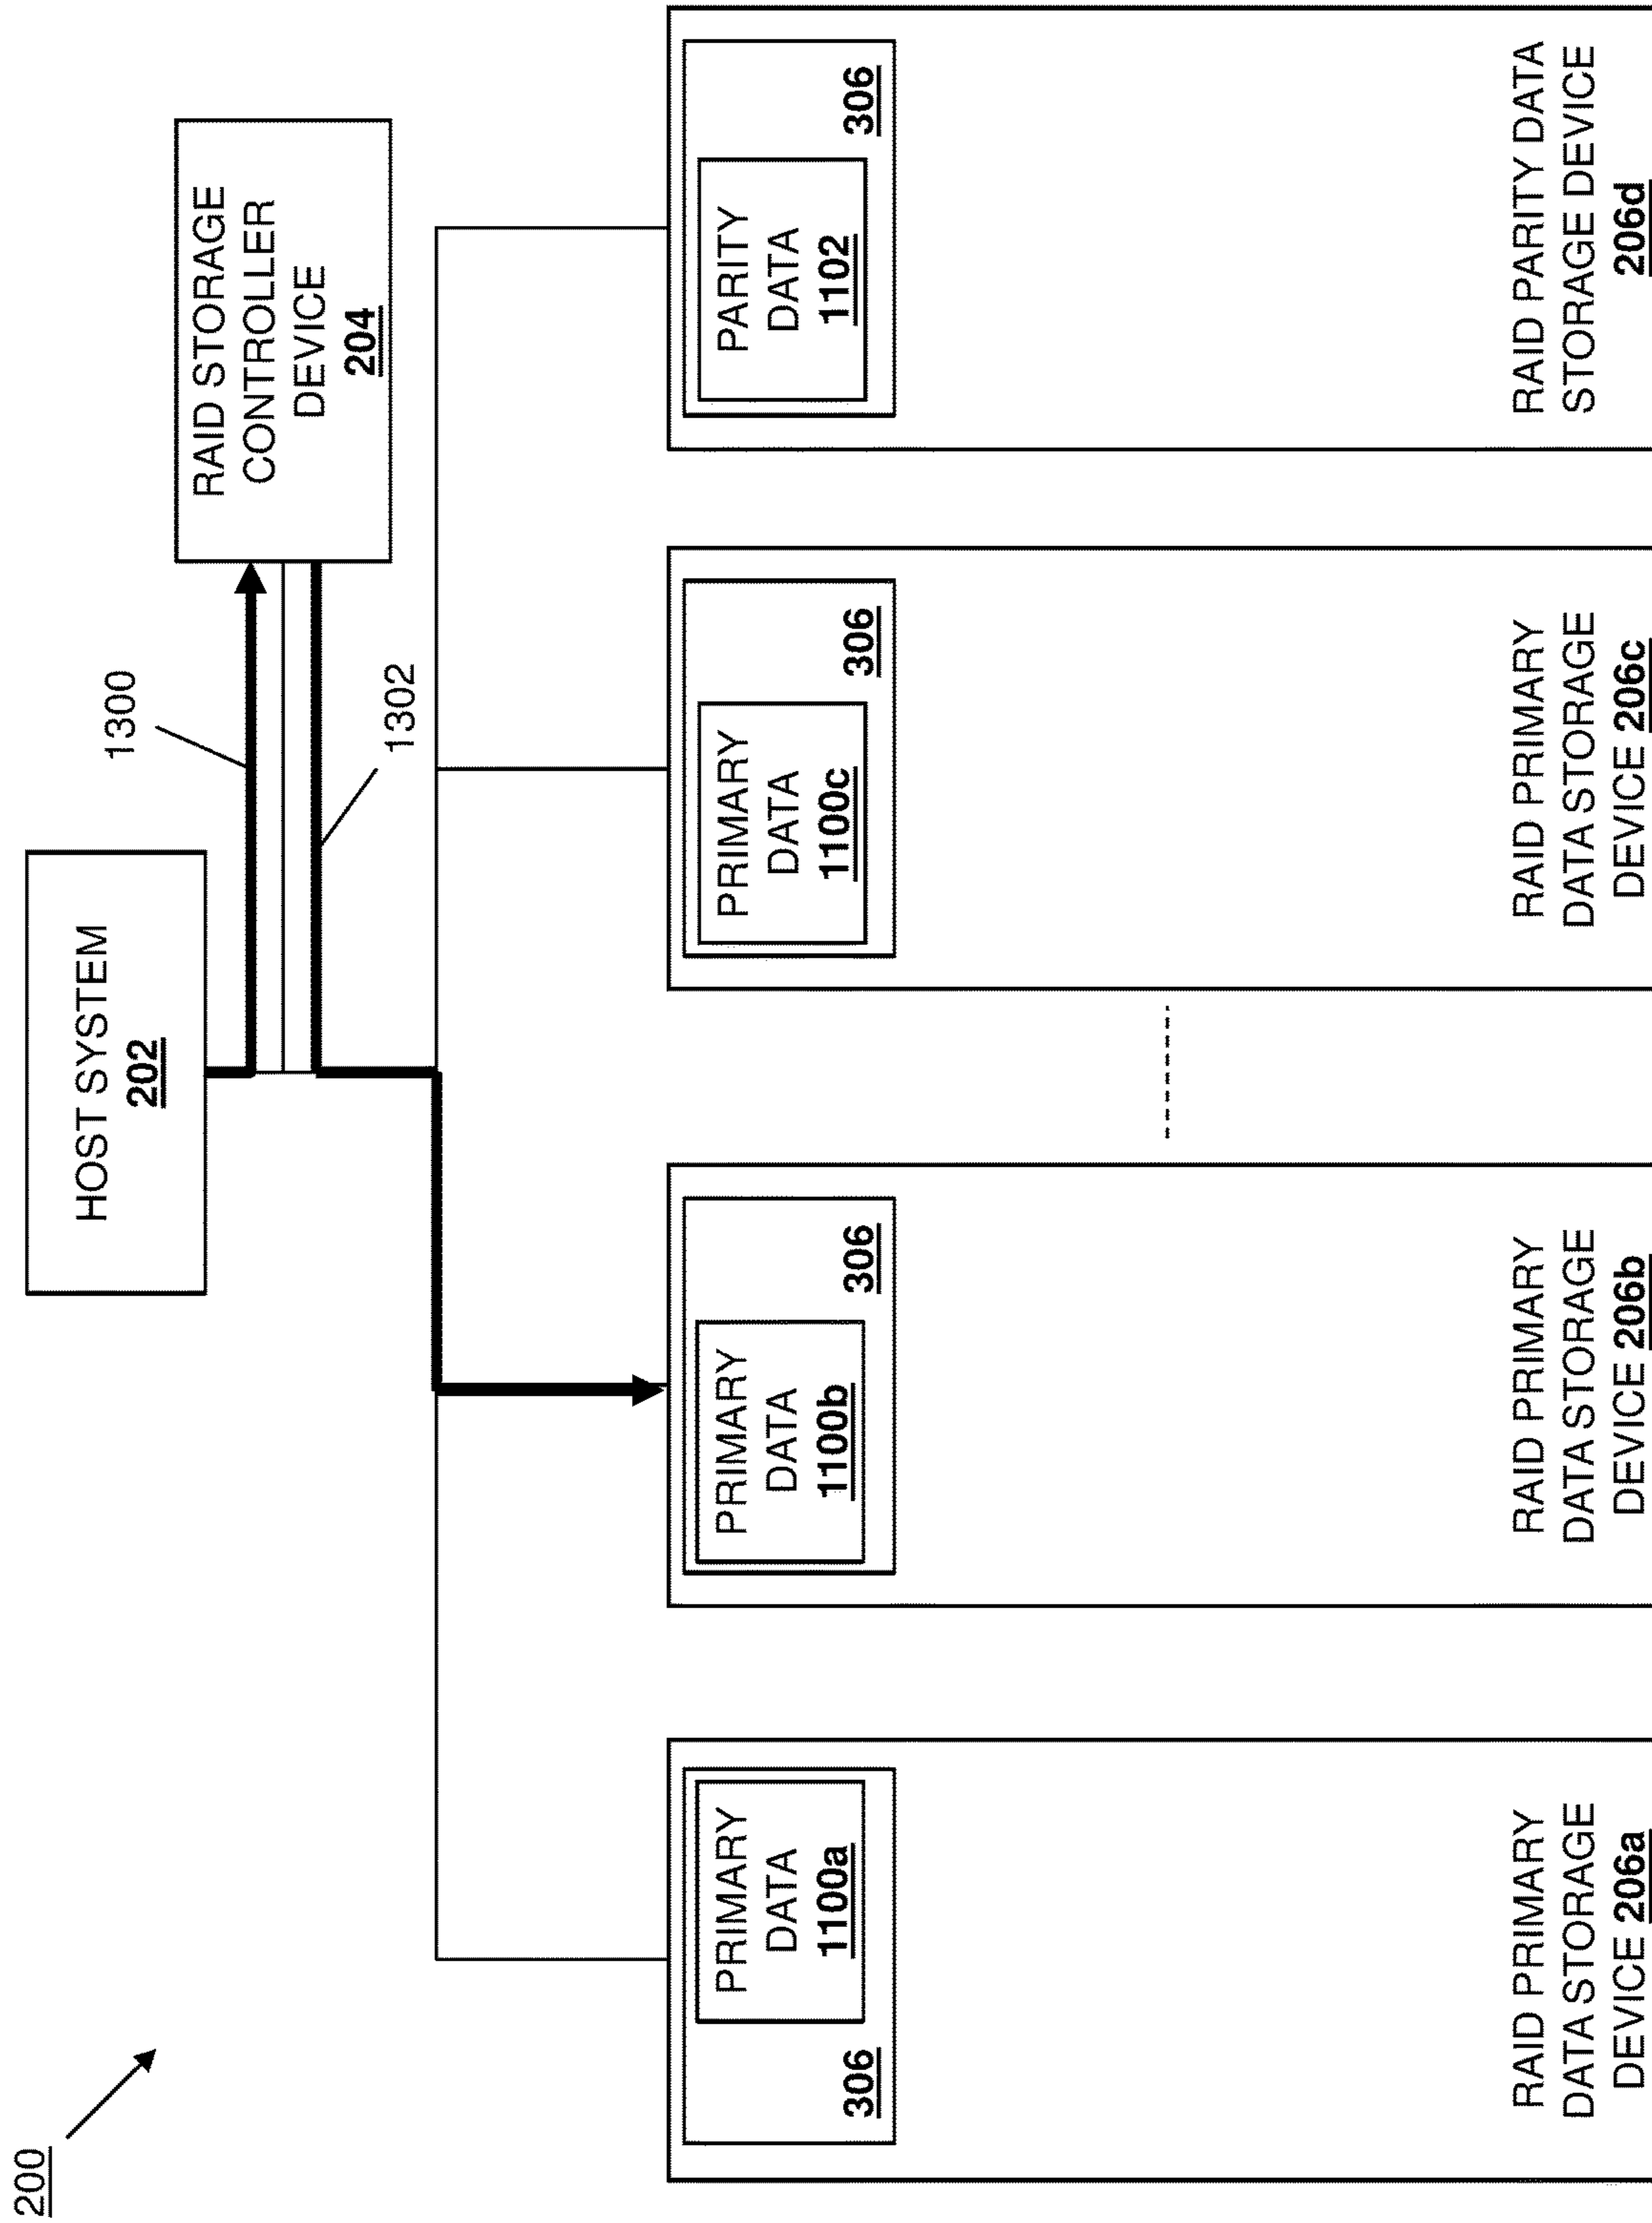 200
HOST SYSTEM
202
1300
RAID STORAGE
CONTROLLER
DEVICE
204
1302
PRIMARY
DATA
1100a
306
RAID PRIMARY
DATA STORAGE
DEVICE 206a
PRIMARY
DATA
1100b
306
RAID PRIMARY
DATA STORAGE
DEVICE 206b
PRIMARY
DATA
1100c
306
RAID PRIMARY
DATA STORAGE
DEVICE 206c
PARITY
DATA
1102
306
RAID PARITY DATA
STORAGE DEVICE
206d